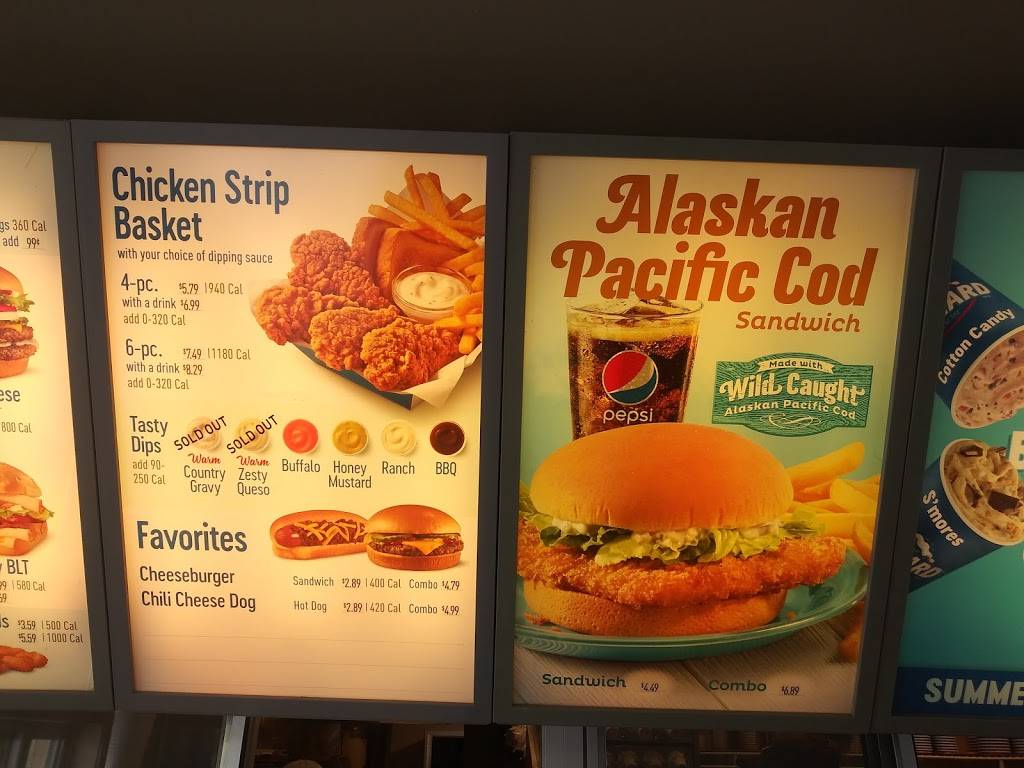 gs 360 Cal
add .99¢
ese
800 Cal
BLT
580 Cal
$3.59 | 500 Cal
$5.59 | 1000 Cal
Chicken Strip
Basket
with your choice of dipping sauce
4-pc. $5.79 | 940 Cal
with a drink $6.99
add 0-320 Cal
6-pc. $7.49 | 1180 Cal
with a drink $8.29
add 0-320 Cal
Tasty
Dips
add 90-
250 Cal
SOLD OUT
Warm
Country
Gravy
SOLD OUT
Warm
Zesty
Queso
Buffalo
Honey
Mustard
Ranch
BBQ
Favorites
Cheeseburger Sandwich $2.89 | 400 Cal Combo $4.79
Chili Cheese Dog Hot Dog $2.89 | 420 Cal Combo $4.99
Alaskan
Pacific Cod
Sandwich
pepsi
Made with
Wild Caught
Alaskan Pacific Cod
Sandwich $4.49 Combo $6.89
ARD
Cotton Candy
S'mores
ARD
SUMME